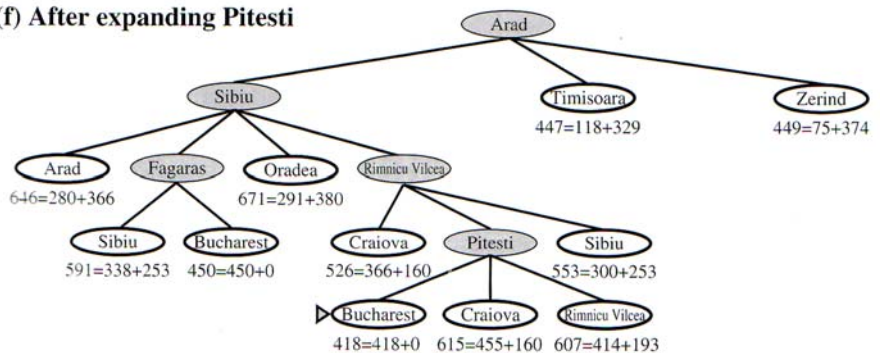 (f) After expanding Pitesti
Arad
Sibiu
Timisoara
Zerind
447=118+329
449=75+374
Arad
Fagaras
Oradea
Rimnicu Vilcea
646=280+366
671=291+380
Sibiu
Bucharest
Craiova
Pitesti
Sibiu
591=338+253
450=450+0
526=366+160
553=300+253
Bucharest
Craiova
Rimnicu Vilcea
418=418+0
615=455+160
607=414+193